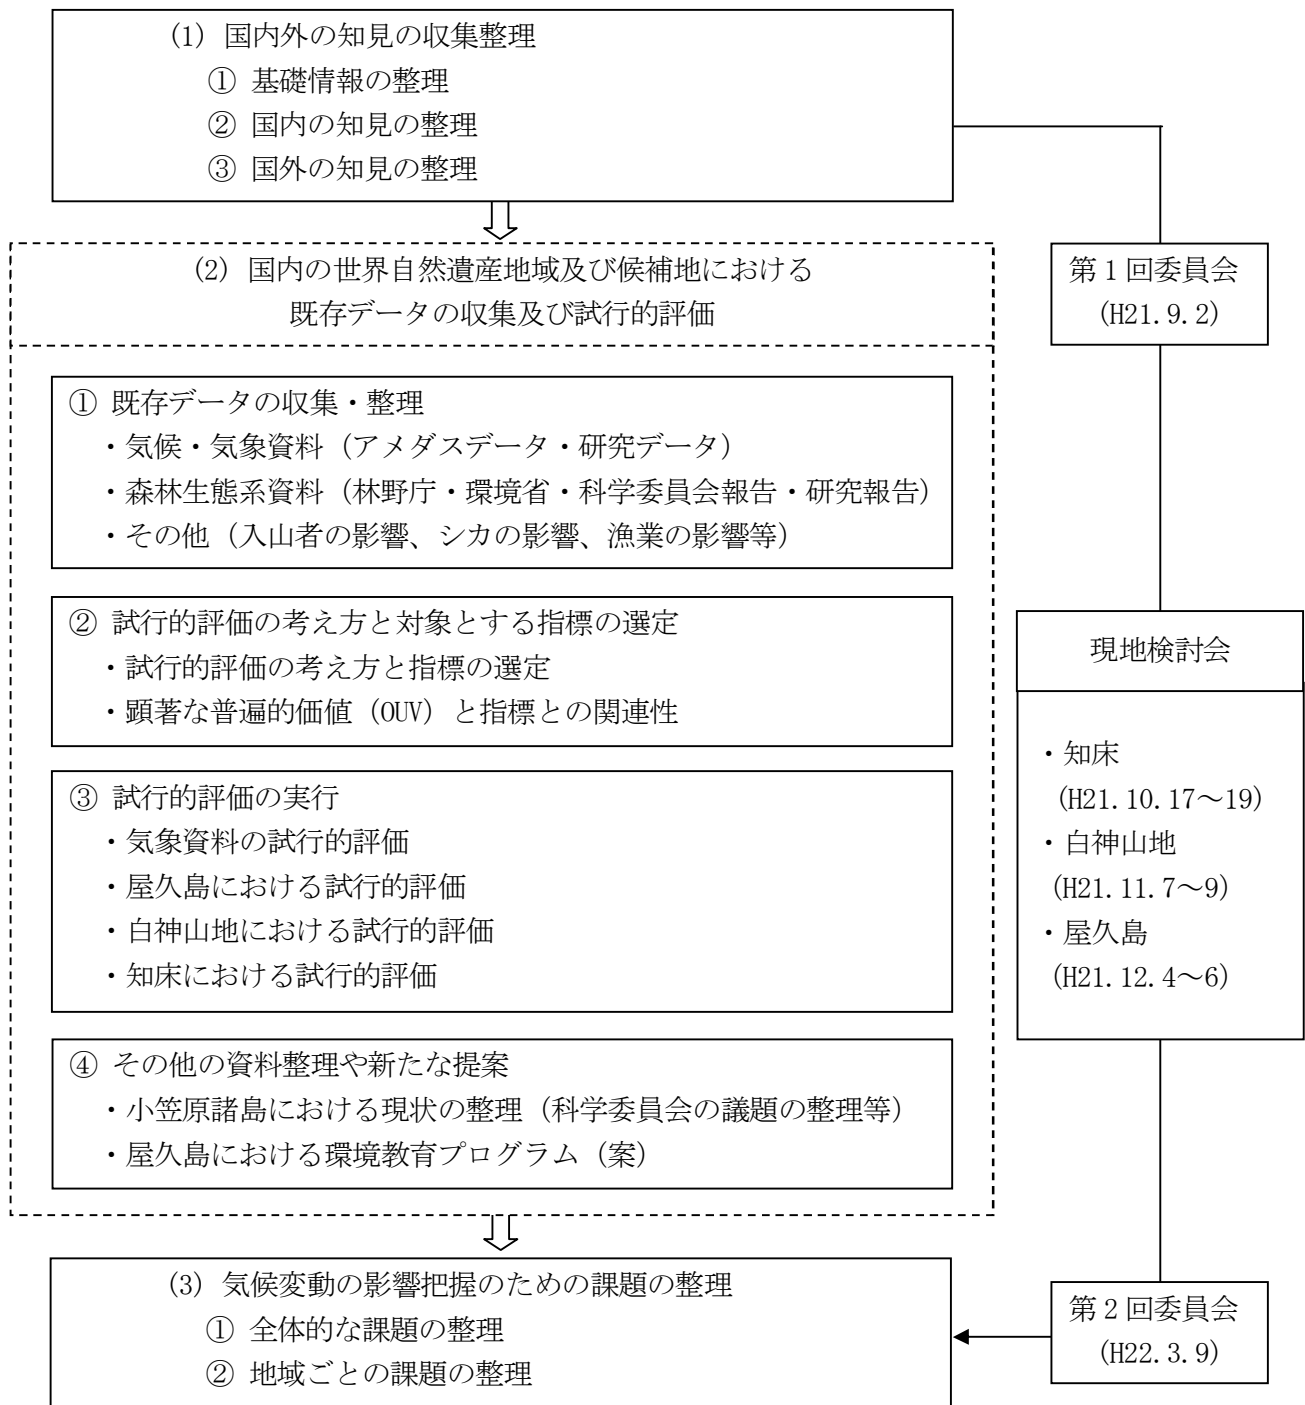 (1) 国内外の知見の収集整理
① 基礎情報の整理
② 国内の知見の整理
③ 国外の知見の整理
(2) 国内の世界自然遺産地域及び候補地における
既存データの収集及び試行的評価
① 既存データの収集・整理
・気候・気象資料（アメダスデータ・研究データ）
・森林生態系資料（林野庁・環境省・科学委員会報告・研究報告）
・その他（入山者の影響、シカの影響、漁業の影響等）
② 試行的評価の考え方と対象とする指標の選定
・試行的評価の考え方と指標の選定
・顕著な普遍的価値（OUV）と指標との関連性
③ 試行的評価の実行
・気象資料の試行的評価
・屋久島における試行的評価
・白神山地における試行的評価
・知床における試行的評価
④ その他の資料整理や新たな提案
・小笠原諸島における現状の整理（科学委員会の議題の整理等）
・屋久島における環境教育プログラム（案）
(3) 気候変動の影響把握のための課題の整理
① 全体的な課題の整理
② 地域ごとの課題の整理
第１回委員会
(H21.9.2)
現地検討会
・知床
(H21.10.17～19)
・白神山地
(H21.11.7～9)
・屋久島
(H21.12.4～6)
第２回委員会
(H22.3.9)